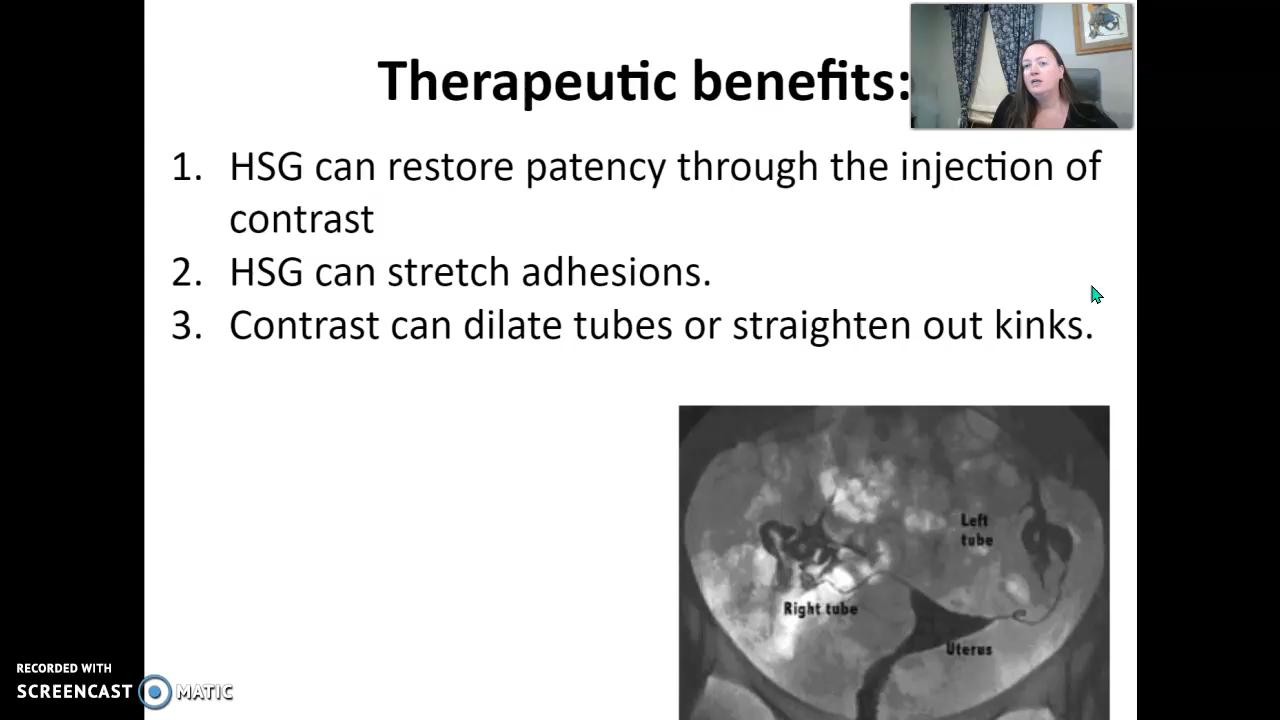 Therapeutic benefits:
1. HSG can restore patency through the injection of
contrast
2. HSG can stretch adhesions.
3. Contrast can dilate tubes or straighten out kinks.
Left
tube
Right tube
Uterus
RECORDED WITH
SCREENCAST MATIC